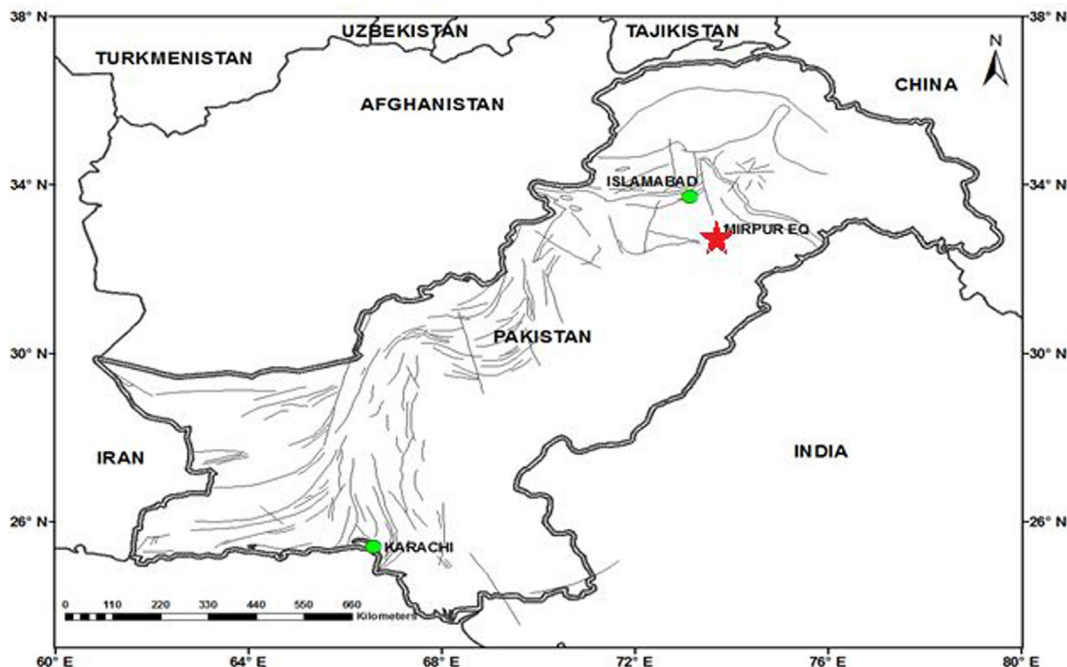 38° N
38° N
UZBEKISTAN
TAJIKISTAN
TURKMENISTAN
N
CHINA
AFGHANISTAN
ISLAMABAD
34° N
34° N
MIRPUR EQ
PAKISTAN
30° N
30° N
IRAN
INDIA
26° N
26° N
KARACHI
0 110 220 330 440 550 660
Kilometers
60° E 64° E 68° E 72° E 76° E 80° E